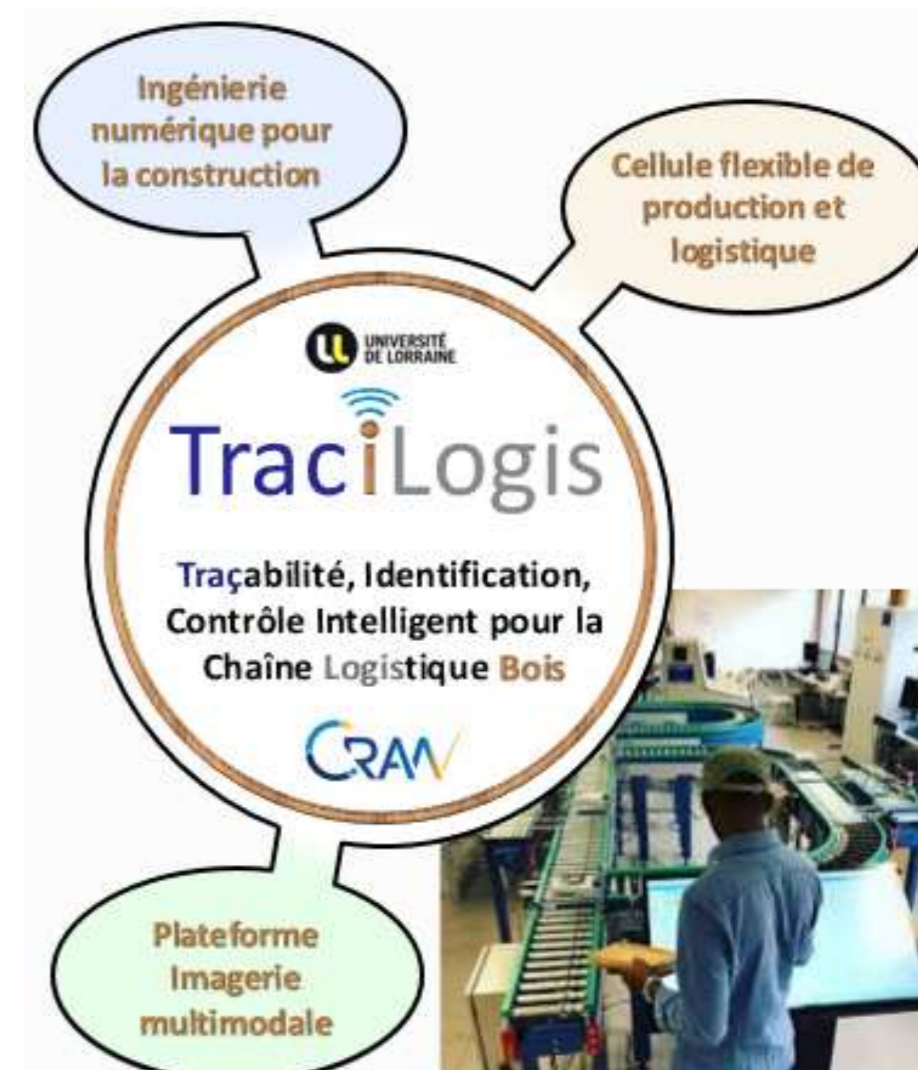 Ingénierie
numérique pour
la construction
Cellule flexible de
production et
logistique
UL UNIVERSITÉ
DE LORRAINE
TraciLogis
Traçabilité, Identification,
Contrôle Intelligent pour la
Chaîne Logistique Bois
CRAN
Plateforme
Imagerie
multimodale